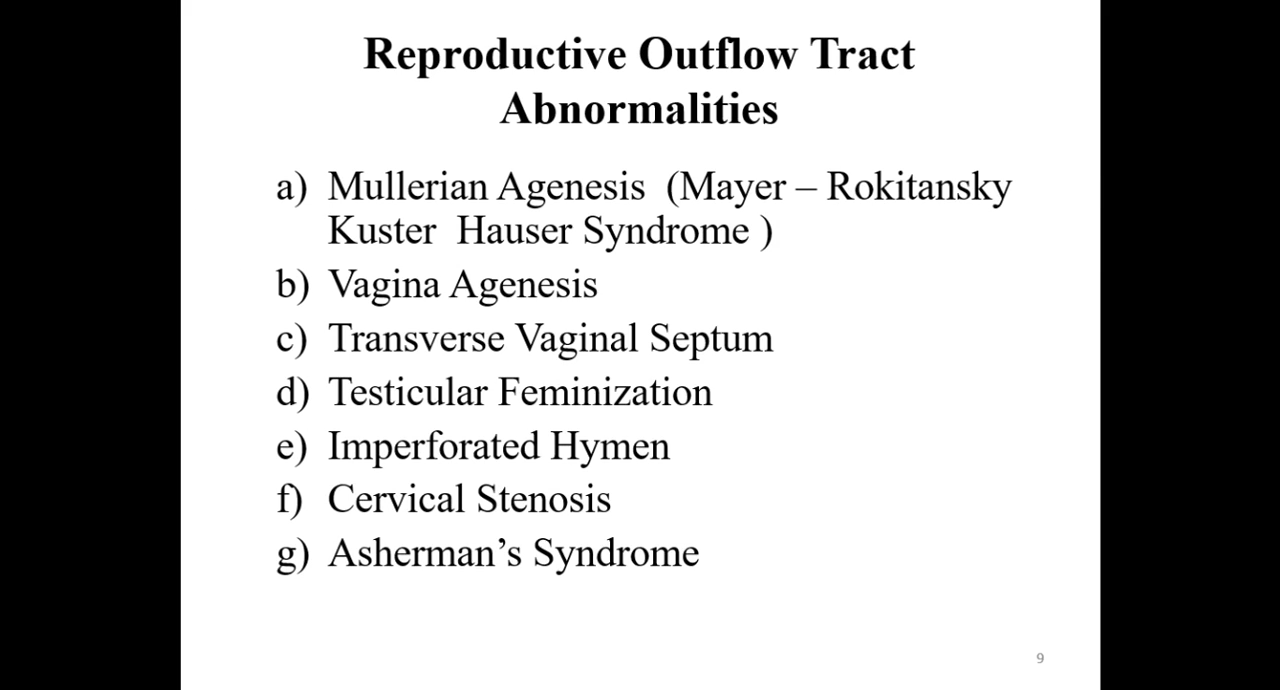 Reproductive Outflow Tract
Abnormalities
a) Mullerian Agenesis (Mayer – Rokitansky
Kuster Hauser Syndrome )
b) Vagina Agenesis
c) Transverse Vaginal Septum
d) Testicular Feminization
e) Imperforated Hymen
f) Cervical Stenosis
g) Asherman’s Syndrome
9